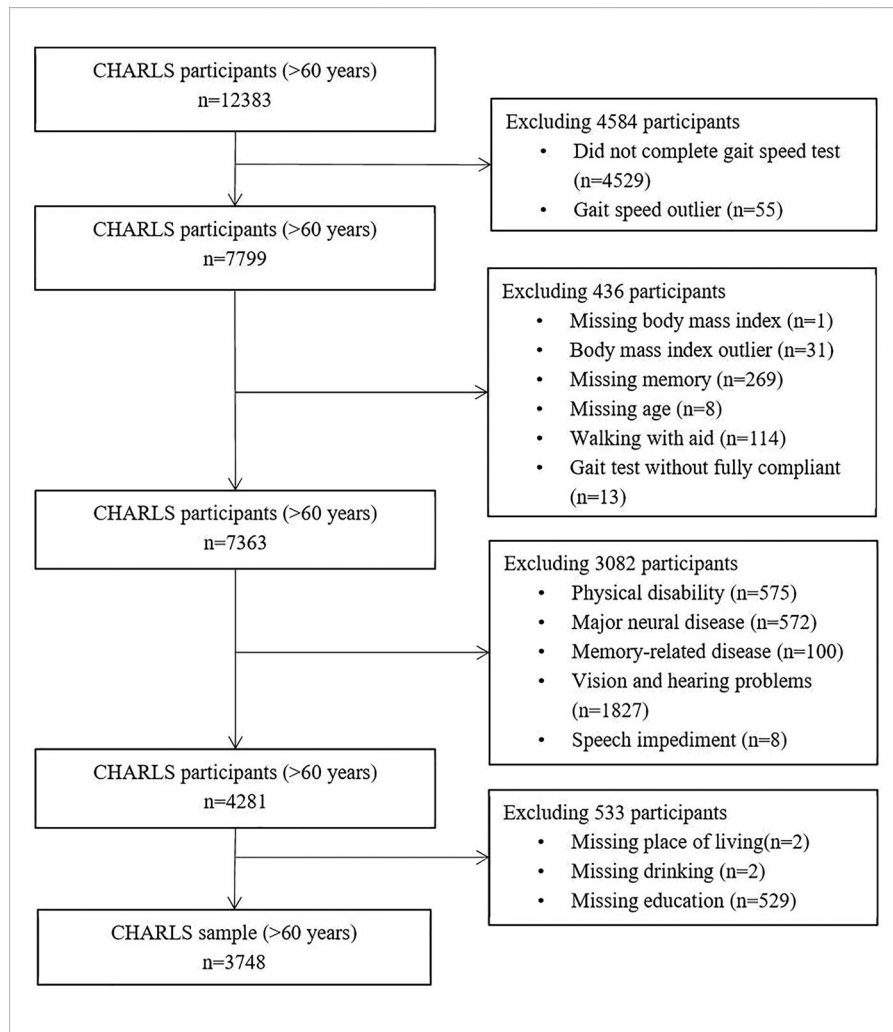 CHARLS participants (>60 years)
n=12383
Excluding 4584 participants
• Did not complete gait speed test
(n=4529)
• Gait speed outlier (n=55)
CHARLS participants (>60 years)
n=7799
Excluding 436 participants
• Missing body mass index (n=1)
• Body mass index outlier (n=31)
• Missing memory (n=269)
• Missing age (n=8)
• Walking with aid (n=114)
• Gait test without fully compliant
(n=13)
CHARLS participants (>60 years)
n=7363
Excluding 3082 participants
• Physical disability (n=575)
• Major neural disease (n=572)
• Memory-related disease (n=100)
• Vision and hearing problems
(n=1827)
• Speech impediment (n=8)
CHARLS participants (>60 years)
n=4281
Excluding 533 participants
• Missing place of living(n=2)
• Missing drinking (n=2)
• Missing education (n=529)
CHARLS sample (>60 years)
n=3748